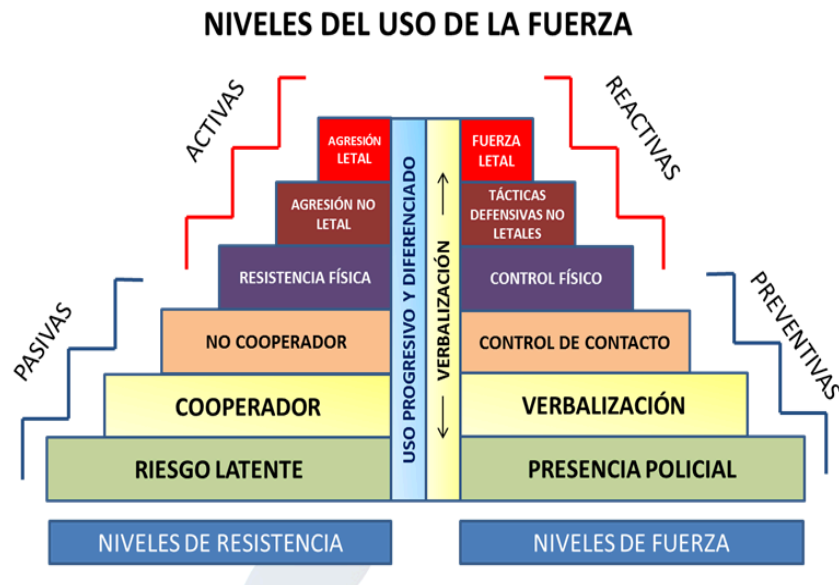 NIVELES DEL USO DE LA FUERZA
ACTIVAS
REACTIVAS
PASIVAS
PREVENTIVAS
AGRESIÓN
LETAL
FUERZA
LETAL
AGRESIÓN NO
LETAL
TÁCTICAS
DEFENSIVAS NO
LETALES
RESISTENCIA FÍSICA
CONTROL FÍSICO
NO COOPERADOR
CONTROL DE CONTACTO
COOPERADOR
VERBALIZACIÓN
RIESGO LATENTE
PRESENCIA POLICIAL
USO PROGRESIVO Y DIFERENCIADO
VERBALIZACIÓN
NIVELES DE RESISTENCIA
NIVELES DE FUERZA